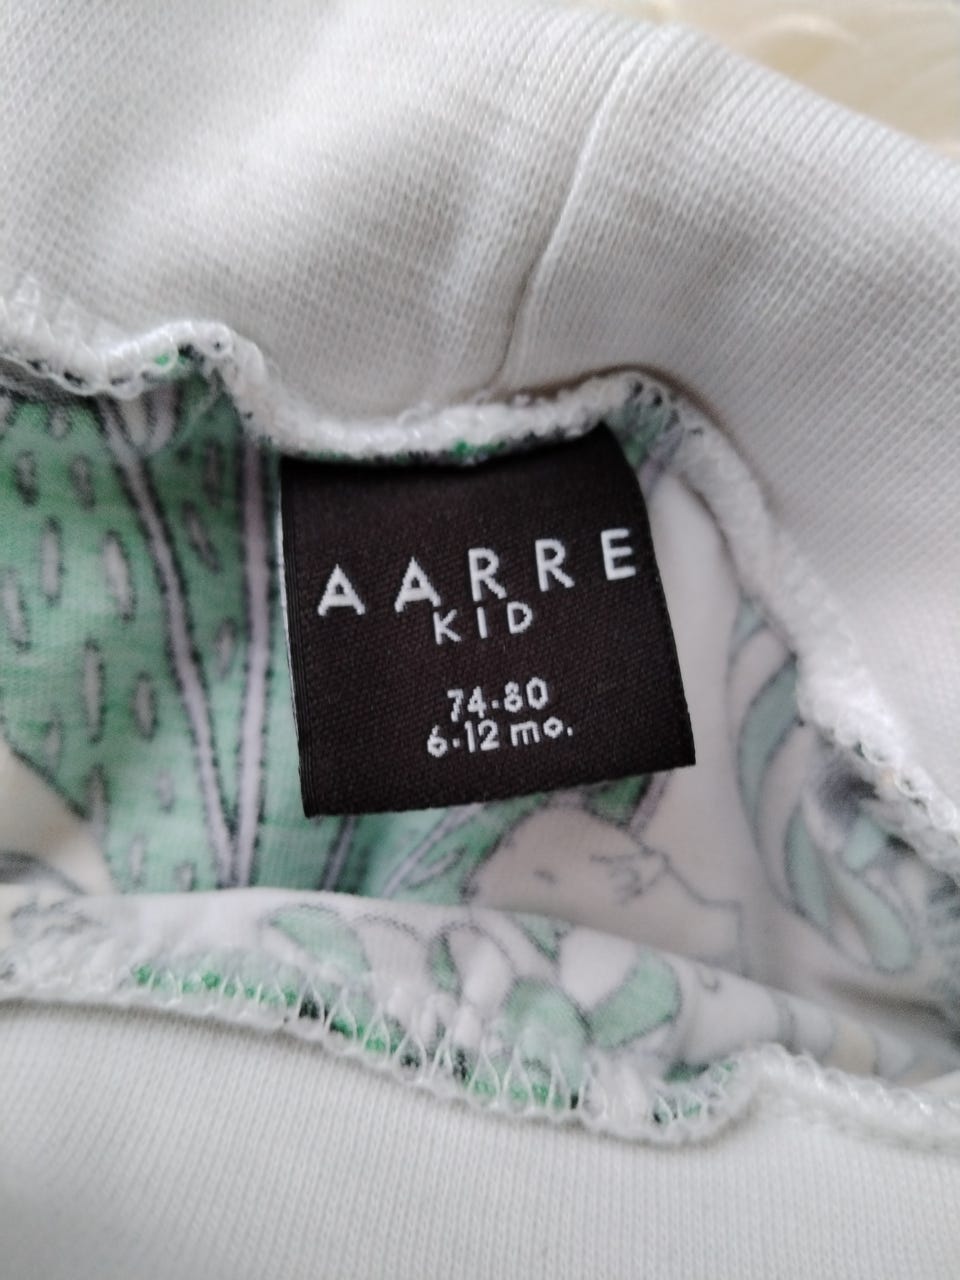 AARRE
KID
74-80
6-12 mo.